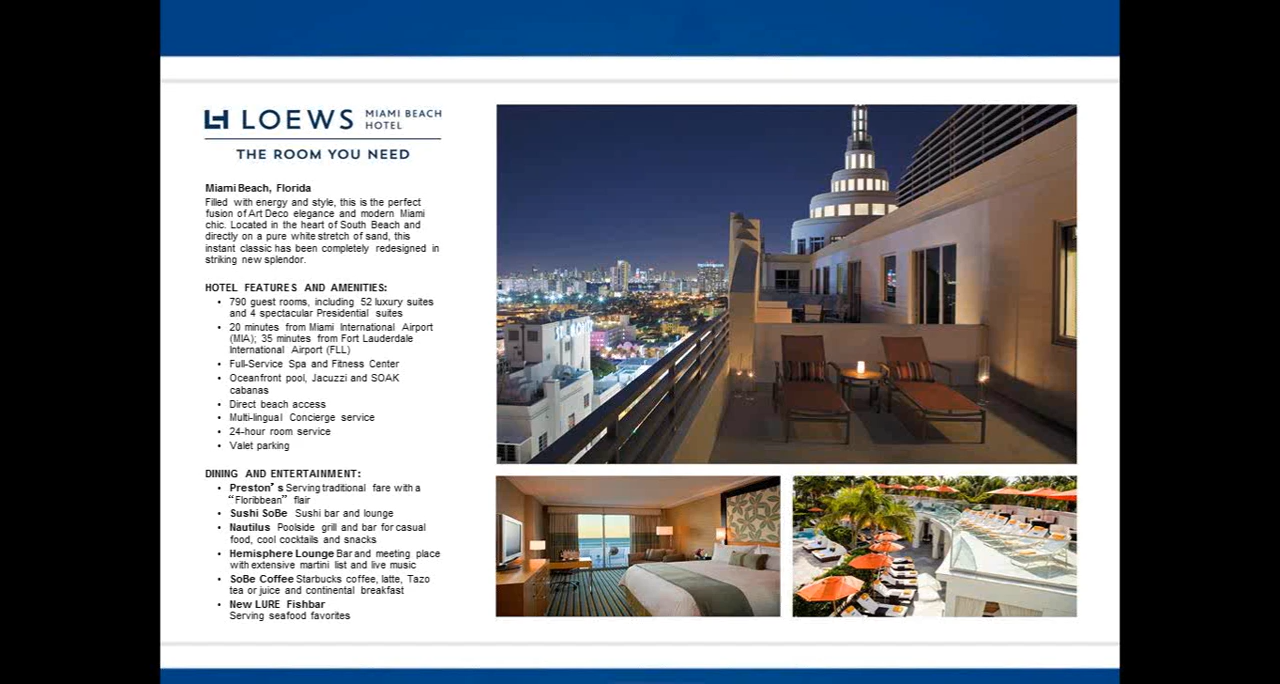 LOEWS MIAMI BEACH HOTEL
THE ROOM YOU NEED
Miami Beach, Florida
Filled with energy and style, this is the perfect
fusion of Art Deco elegance and modern Miami
chic. Located in the heart of South Beach and
directly on a pure white stretch of sand, this
instant classic has been completely redesigned in
striking new splendor.
HOTEL FEATURES AND AMENITIES:
• 790 guest rooms, including 52 luxury suites
and 4 spectacular Presidential suites
• 20 minutes from Miami International Airport
(MIA); 35 minutes from Fort Lauderdale
International Airport (FLL)
• Full-Service Spa and Fitness Center
• Oceanfront pool, Jacuzzi and SOAK
cabanas
• Direct beach access
• Multi-lingual Concierge service
• 24-hour room service
• Valet parking
DINING AND ENTERTAINMENT:
• Preston’s Serving traditional fare with a
“Floribbean” flair
• Sushi SoBe Sushi bar and lounge
• Nautilus Poolside grill and bar for casual
food, cool cocktails and snacks
• Hemisphere Lounge Bar and meeting place
with extensive martini list and live music
• SoBe Coffee Starbucks coffee, latte, Tazo
tea or juice and continental breakfast
• New LURE Fishbar
Serving seafood favorites